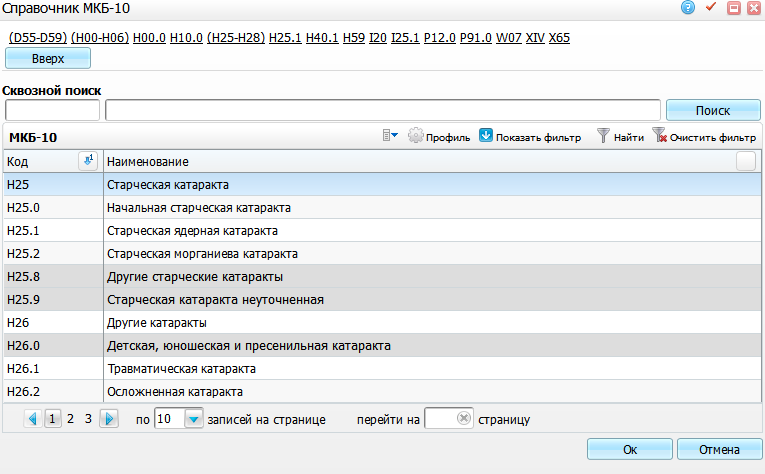 Справочник МКБ-10
(D55-D59) (H00-H06) H00.0 H10.0 (H25-H28) H25.1 H40.1 H59 I20 I25.1 P12.0 P91.0 W07 XIV X65
Вверх
Сквозной поиск
Поиск
МКБ-10 Профиль Показать фильтр Найти Очистить фильтр
Код 1 Наименование
H25 Старческая катаракта
H25.0 Начальная старческая катаракта
H25.1 Старческая ядерная катаракта
H25.2 Старческая морганиева катаракта
H25.8 Другие старческие катаракты
H25.9 Старческая катаракта неуточненная
H26 Другие катаракты
H26.0 Детская, юношеская и пресенильная катаракта
H26.1 Травматическая катаракта
H26.2 Осложненная катаракта
1 2 3 по 10 записей на странице перейти на страницу
Ок Отмена